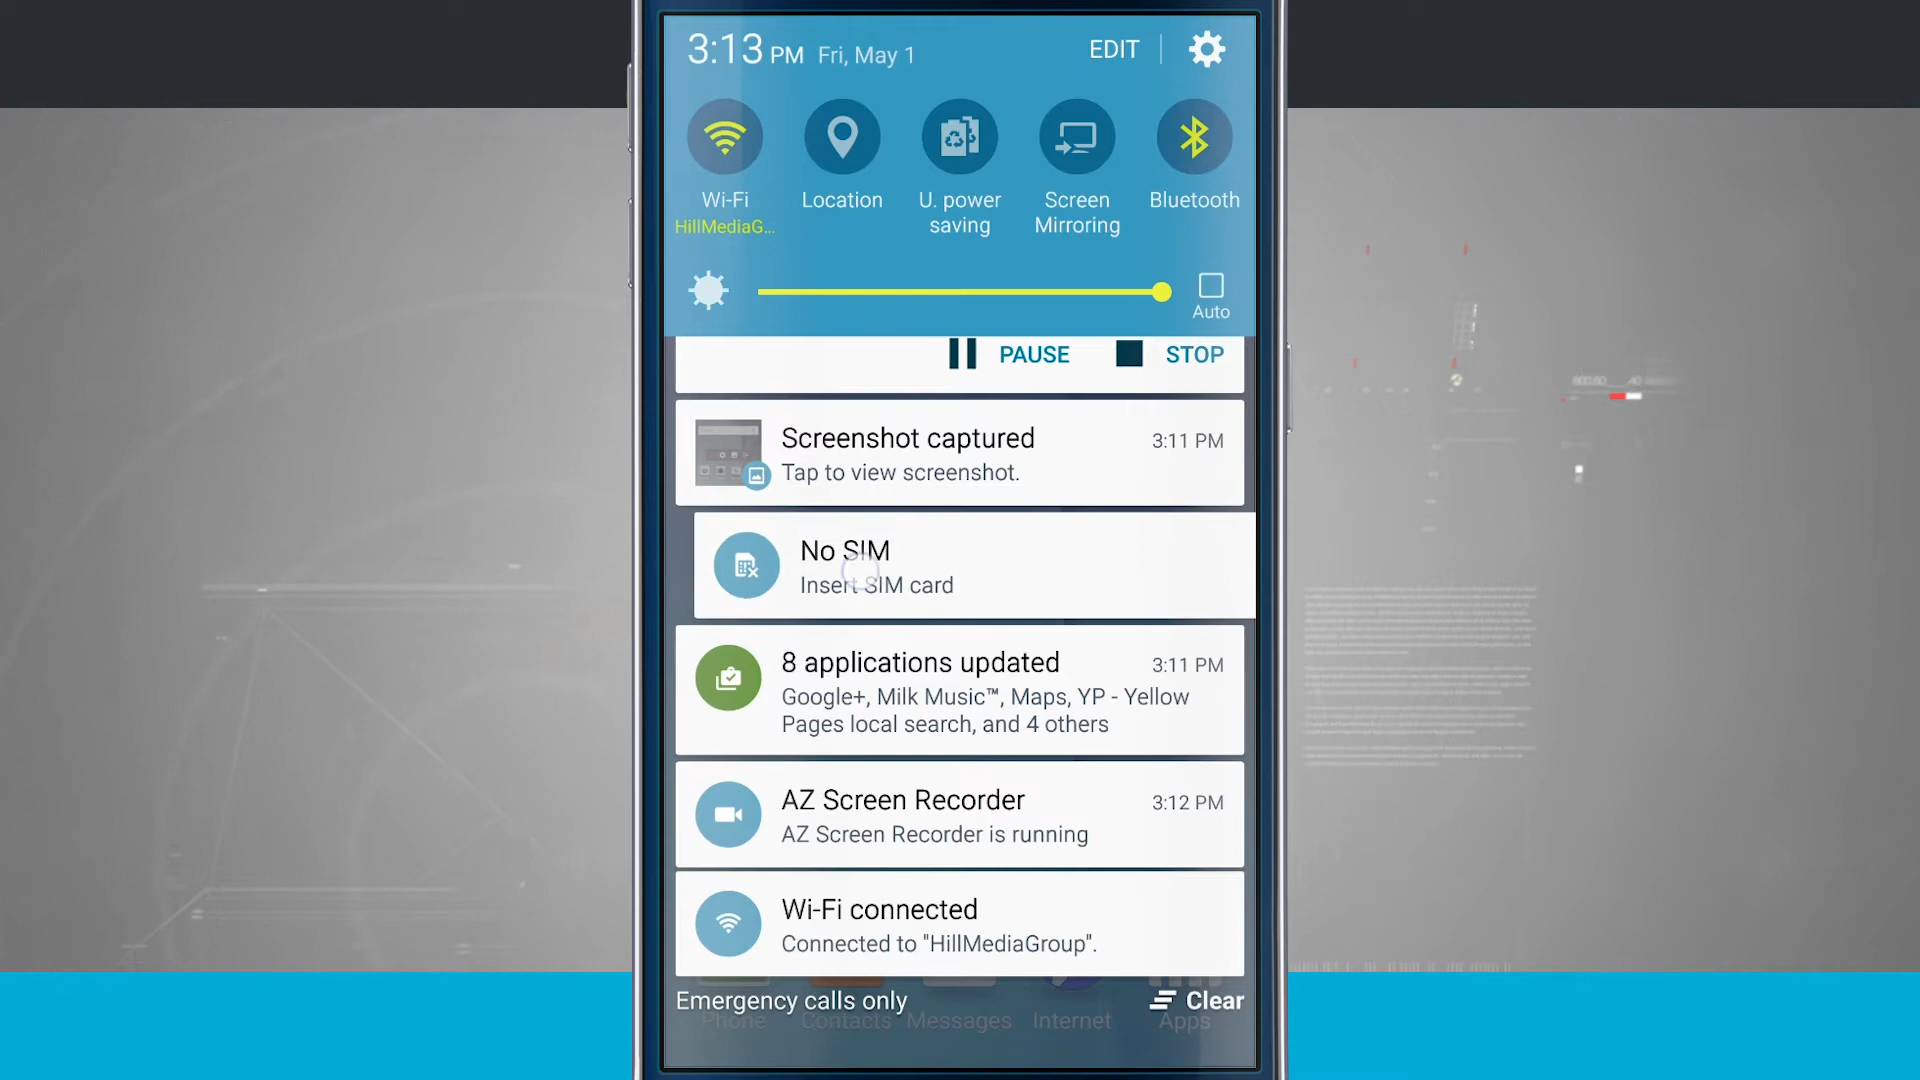 3:13 PM Fri, May 1 EDIT
Wi-Fi Location U. power saving Screen Mirroring Bluetooth
HillMediaG...
Auto
PAUSE STOP
Screenshot captured 3:11 PM
Tap to view screenshot.
No SIM
Insert SIM card
8 applications updated 3:11 PM
Google+, Milk Music™, Maps, YP - Yellow
Pages local search, and 4 others
AZ Screen Recorder 3:12 PM
AZ Screen Recorder is running
Wi-Fi connected
Connected to "HillMediaGroup".
Emergency calls only Clear
Phone Contacts Messages Internet Apps